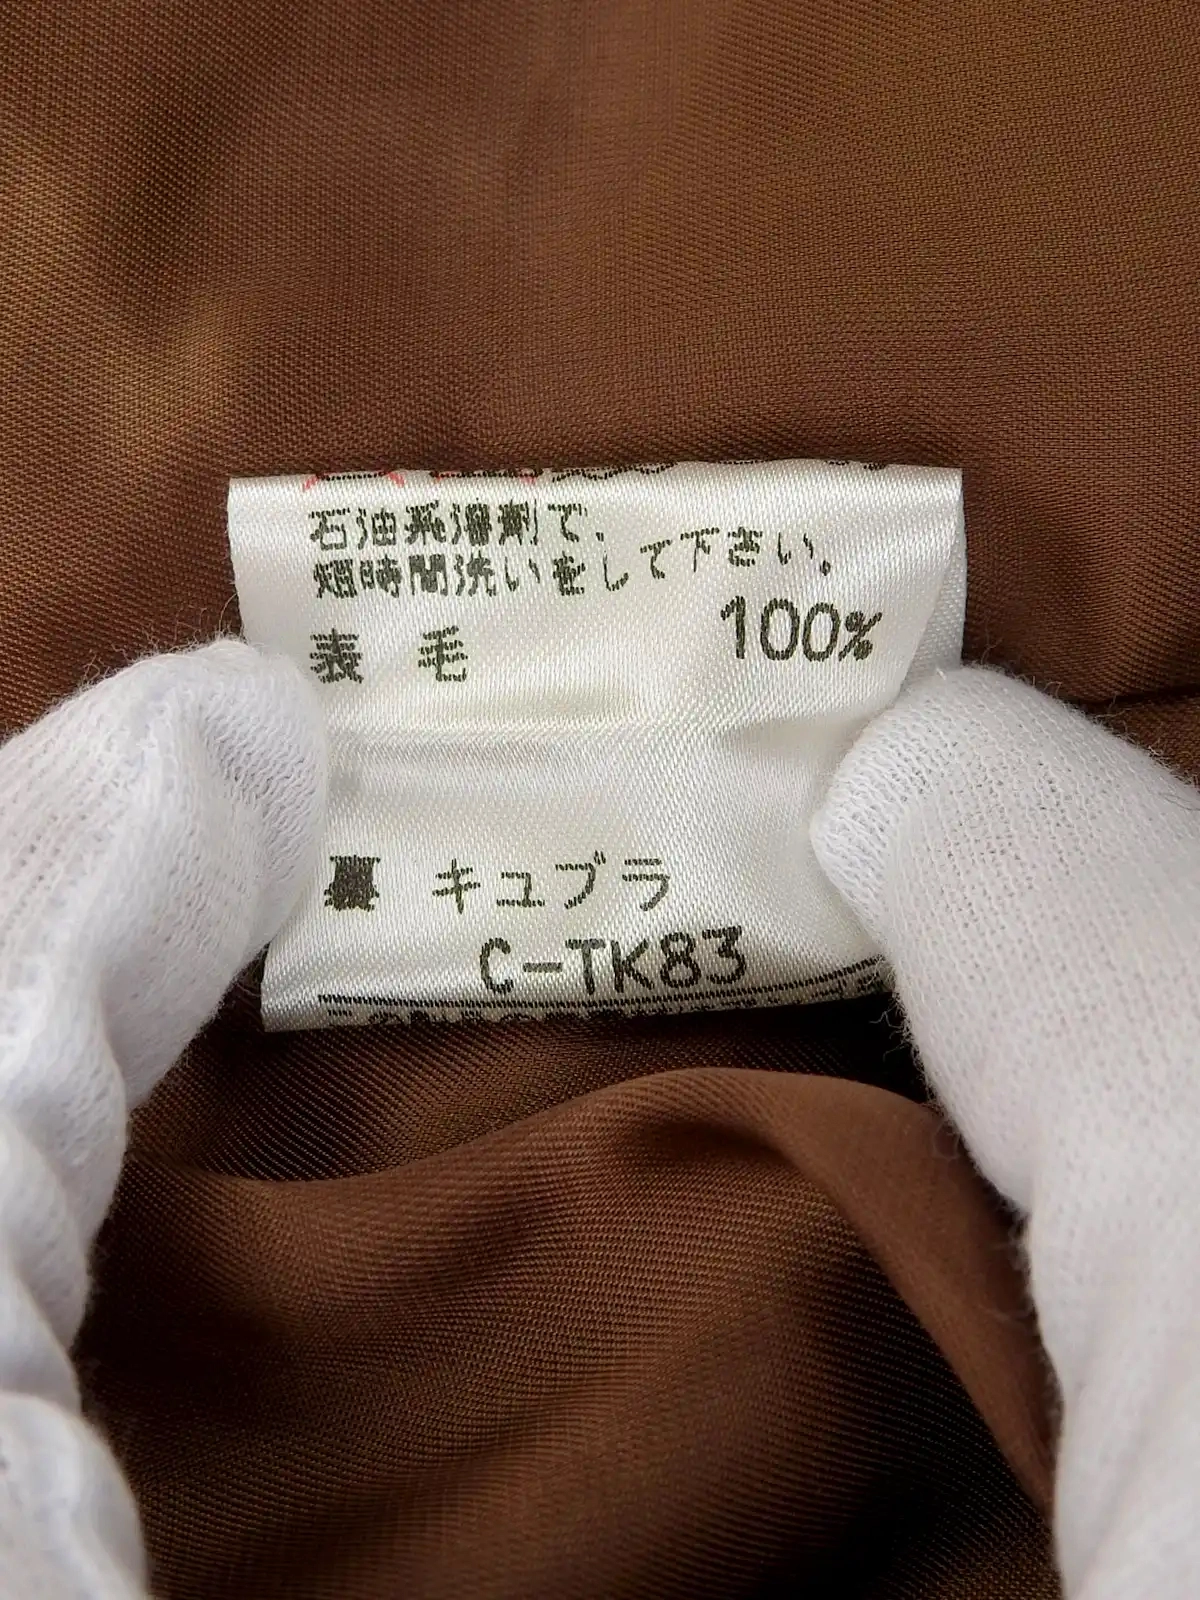 石油系溶剤で、
短時間洗いをして下さい。
表 毛 100%
裏 キュプラ
C-TK83